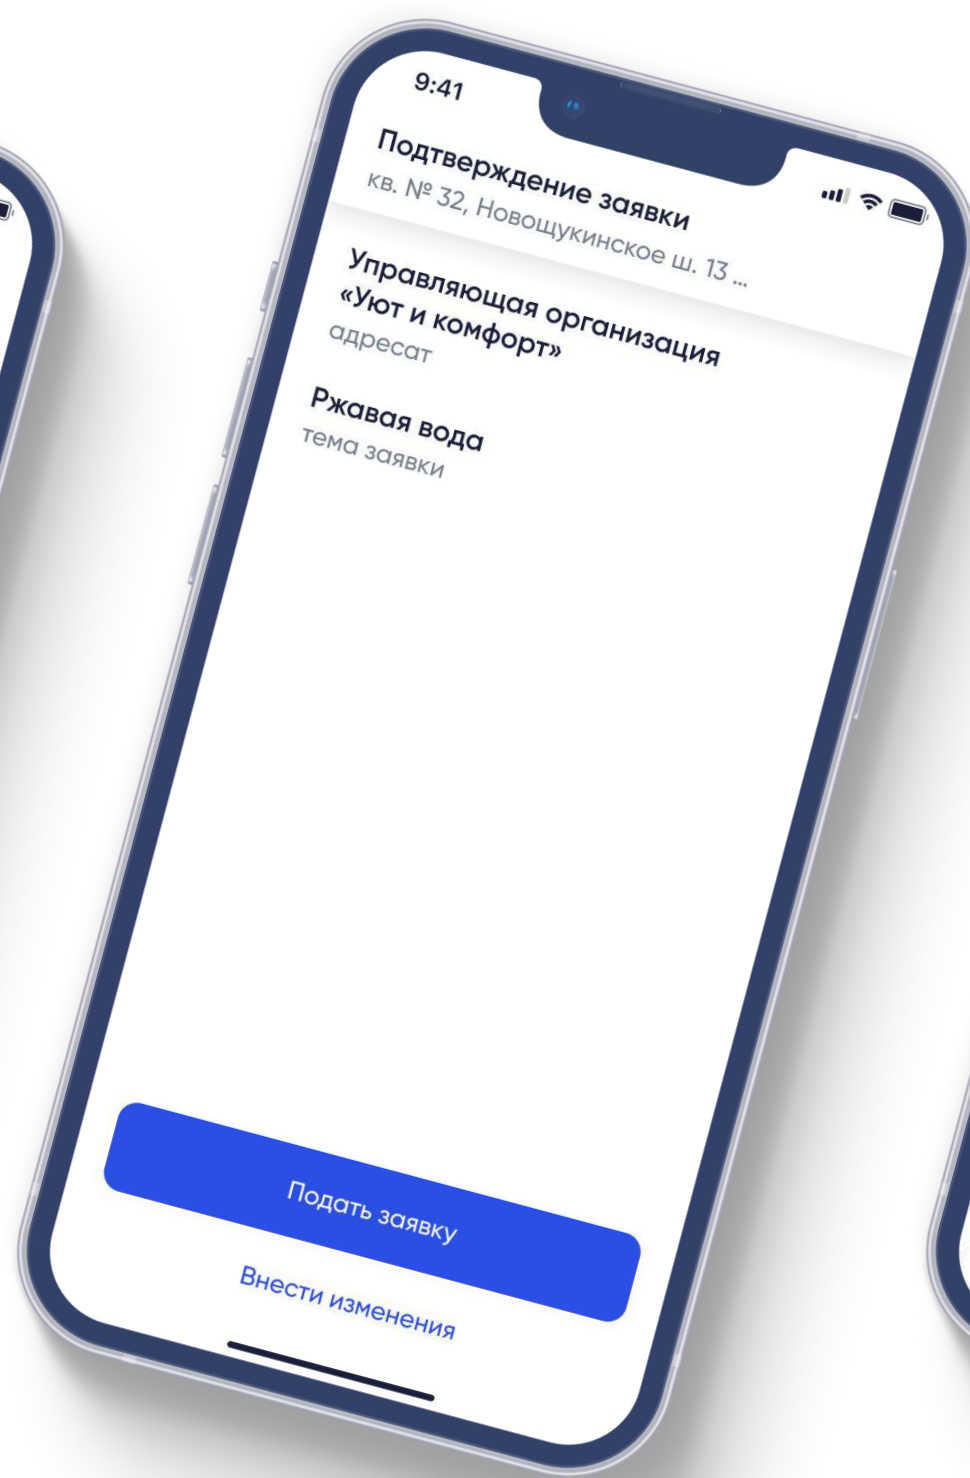 9:41
Подтверждение заявки
кв. № 32, Новощукинское ш. 13 ...
Управляющая организация
«Уют и комфорт»
адресат
Ржавая вода
тема заявки
Подать заявку
Внести изменения